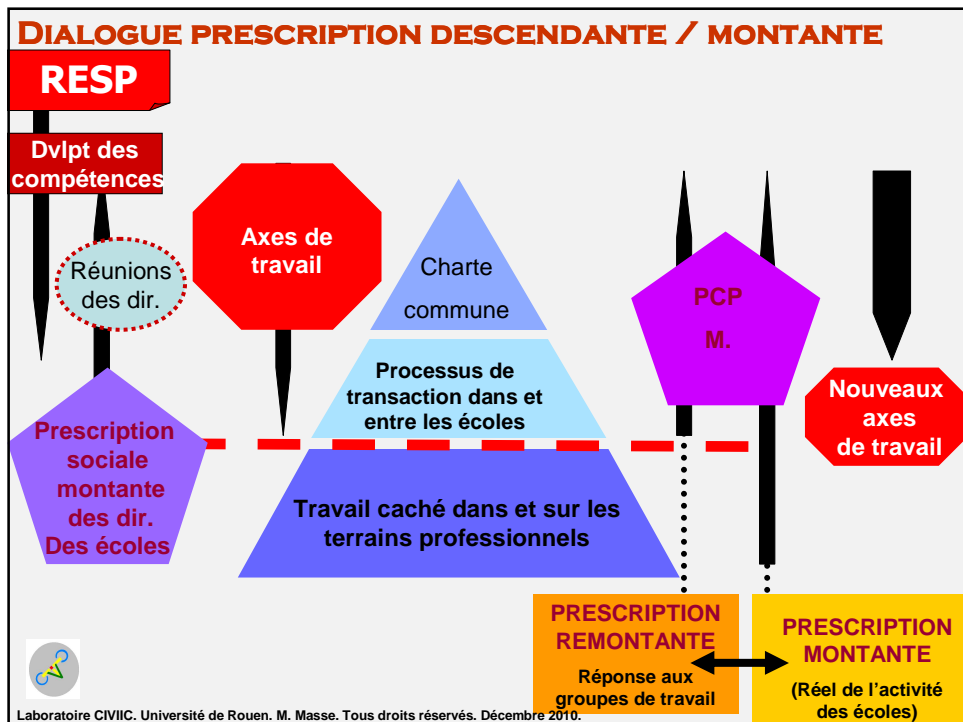 DIALOGUE PRESCRIPTION DESCENDANTE / MONTANTE
RESP
Dvlpt des
compétences
Réunions
des dir.
Prescription
sociale
montante
des dir.
Des écoles
Axes de
travail
Charte
commune
Processus de
transaction dans et
entre les écoles
Travail caché dans et sur les
terrains professionnels
PCP
M.
Nouveaux
axes
de travail
PRESCRIPTION
REMONTANTE
Réponse aux
groupes de travail
PRESCRIPTION
MONTANTE
(Réel de l'activité
des écoles)
Laboratoire CIVIIC. Université de Rouen. M. Masse. Tous droits réservés. Décembre 2010.